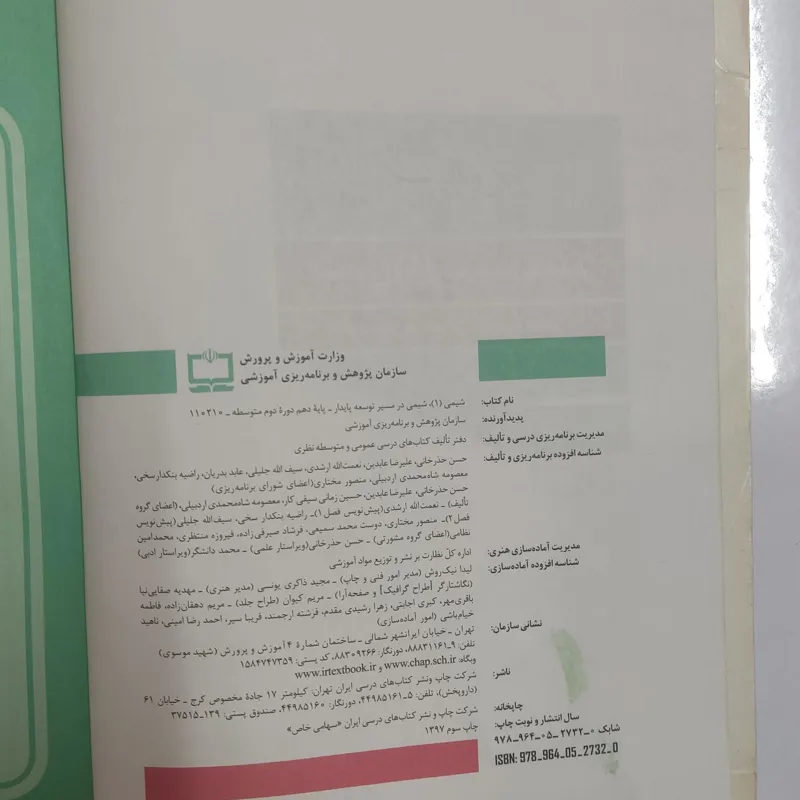 وزارت آموزش و پرورش
سازمان پژوهش و برنامه‌ریزی آموزشی
نام کتاب: شیمی (۱)، شیمی در مسیر توسعه پایدار ـ پایهٔ دهم دورهٔ دوم متوسطه ـ ۱۱۰۲۱۰
پدیدآورنده: سازمان پژوهش و برنامه‌ریزی آموزشی
مدیریت برنامه‌ریزی درسی و تألیف: دفتر تألیف کتاب‌های درسی عمومی و متوسطه نظری
شناسه افزوده برنامه‌ریزی و تألیف: حسن حذرخانی، علیرضا عابدین، نعمت‌الله ارشدی، سیف الله جلیلی، عابد بدریان، راضیه بنکدار سخی،
معصومه شاه‌محمدی اردبیلی، منصور مختاری(اعضای شورای برنامه‌ریزی)
حسن حذرخانی، علیرضا عابدین، حسین زمانی سیفی کار، معصومه شاه‌محمدی اردبیلی، (اعضای گروه
تألیف) ـ نعمت‌الله ارشدی(پیش‌نویس فصل ۱)ـ راضیه بنکدار سخی، سیف‌الله جلیلی(پیش‌نویس
فصل ۲)ـ منصور مختاری، دوست محمد سمیعی، فرشاد صیرفی‌زاده، فیروزه منتظری، محمدامین
نظامی(اعضای گروه مشورتی) ـ حسن حذرخانی(ویراستار علمی) ـ محمد دانشگر(ویراستار ادبی)
مدیریت آماده‌سازی هنری: اداره کلّ نظارت بر نشر و توزیع مواد آموزشی
شناسه افزوده آماده‌سازی: لیدا نیک‌روش (مدیر امور فنی و چاپ) ـ مجید ذاکری یونسی (مدیر هنری) ـ مهدیه صفایی‌نیا
(نگاشتارگر [طراح گرافیک] و صفحه‌آرا) ـ مریم کیوان (طراح جلد) ـ مریم دهقان‌زاده، فاطمه
باقری‌مهر، کبری اجابتی، زهرا رشیدی مقدم، فرشته ارجمند، فریبا سیر، احمد رضا امینی، ناهید
خیام‌باشی (امور آماده‌سازی)
نشانی سازمان: تهران ـ خیابان ایرانشهر شمالی ـ ساختمان شمارهٔ ۴ آموزش و پرورش (شهید موسوی)
تلفن: ۹ـ۸۸۸۳۱۱۶۱، دورنگار: ۸۸۳۰۹۲۶۶، کد پستی: ۱۵۸۴۷۴۷۳۵۹
وبگاه: www.chap.sch.ir و www.irtextbook.ir
ناشر: شرکت چاپ ونشر کتاب‌های درسی ایران تهران: کیلومتر ۱۷ جادهٔ مخصوص کرج ـ خیابان ۶۱
(داروپخش)، تلفن: ۵ـ۴۴۹۸۵۱۶۱، دورنگار: ۴۴۹۸۵۱۶۰، صندوق پستی: ۱۳۹ـ۳۷۵۱۵
چاپخانه: شرکت چاپ و نشر کتاب‌های درسی ایران «سهامی خاص»
سال انتشار و نوبت چاپ: چاپ سوم ۱۳۹۷
شابک ۰ـ۲۷۳۲ـ۰۵ـ۹۶۴ـ۹۷۸
ISBN: 978_964_05_2732_0